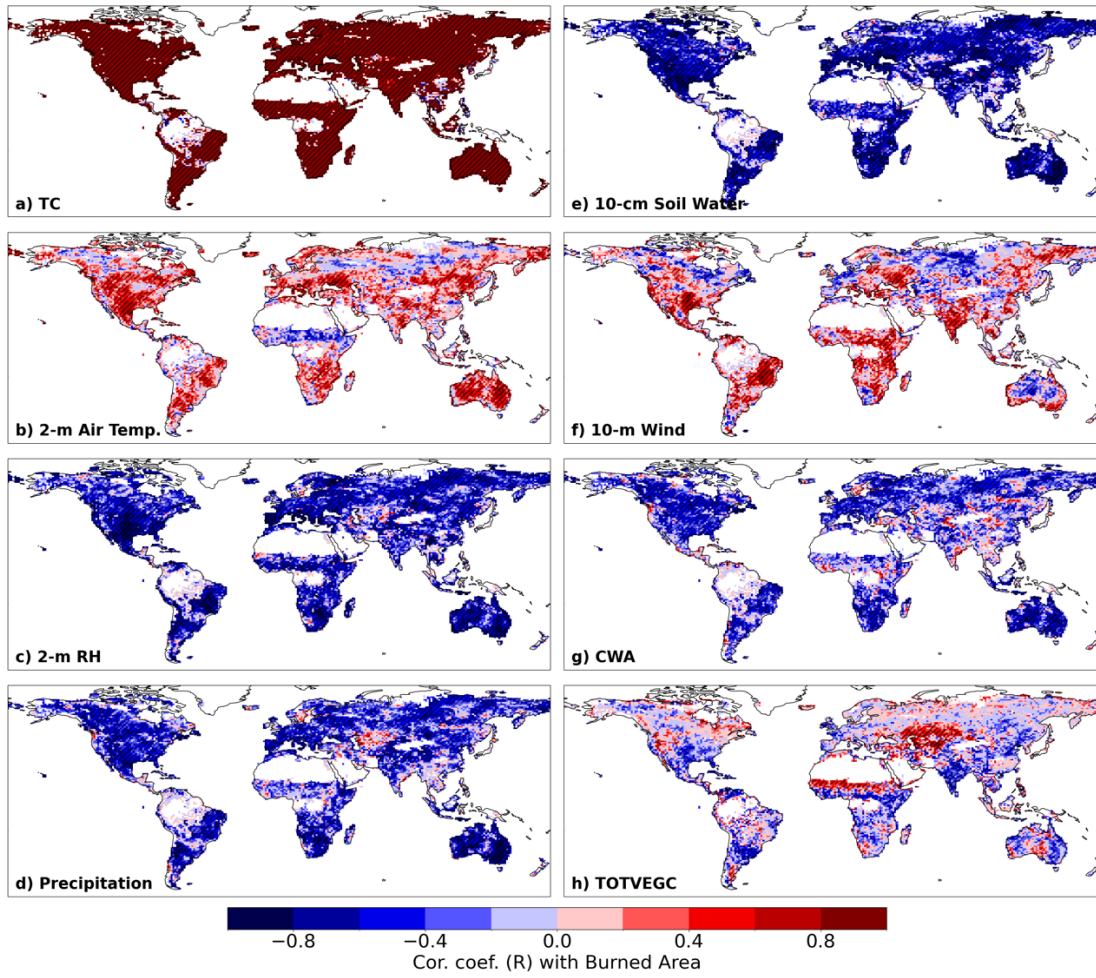 a) TC
e) 10-cm Soil Water
b) 2-m Air Temp.
f) 10-m Wind
c) 2-m RH
g) CWA
d) Precipitation
h) TOTVEGC
−0.8 −0.4 0.0 0.4 0.8
Cor. coef. (R) with Burned Area